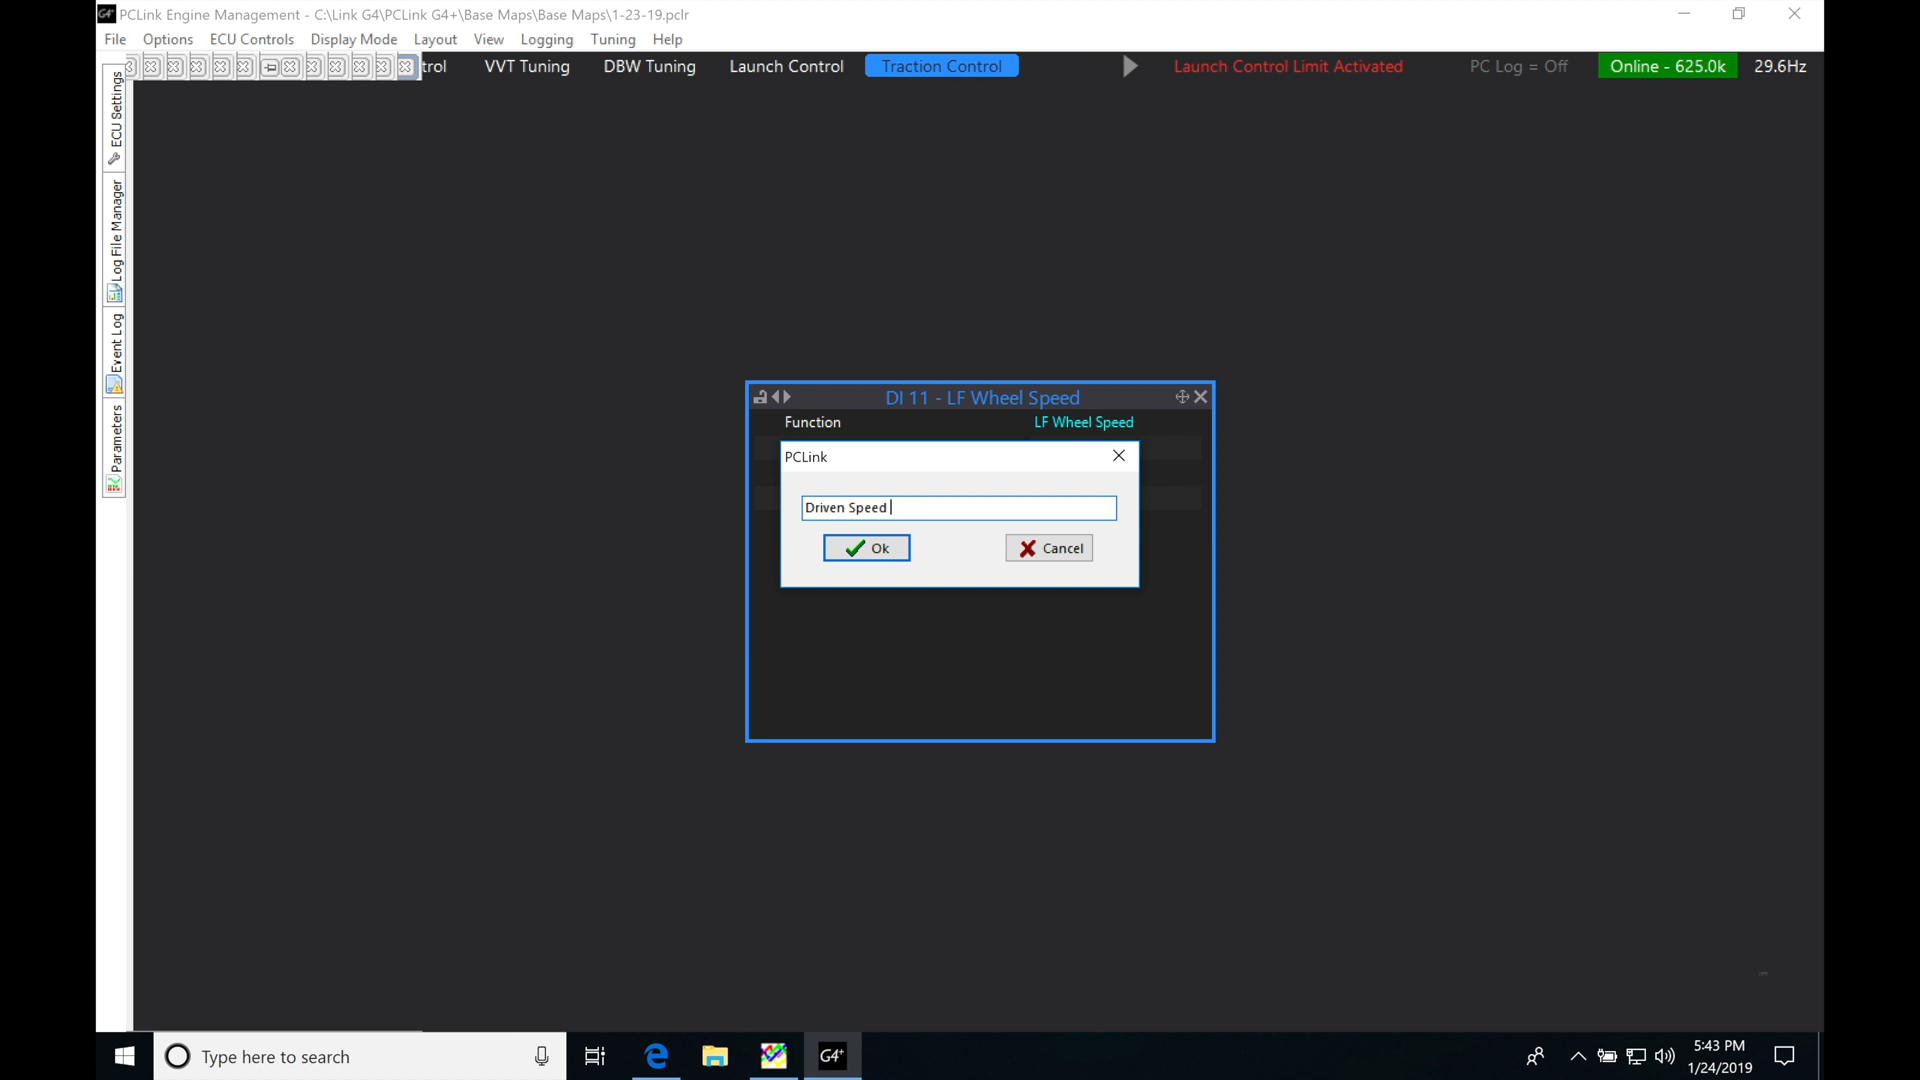 G4+ PCLink Engine Management - C:\Link G4\PCLink G4+\Base Maps\Base Maps\1-23-19.pclr
File Options ECU Controls Display Mode Layout View Logging Tuning Help
trol VVT Tuning DBW Tuning Launch Control Traction Control Launch Control Limit Activated PC Log = Off Online - 625.0k 29.6Hz
ECU Settings
Log File Manager
Event Log
Parameters
DI 11 - LF Wheel Speed
Function LF Wheel Speed
PCLink
Driven Speed
Ok Cancel
Type here to search
G4+
5:43 PM
1/24/2019